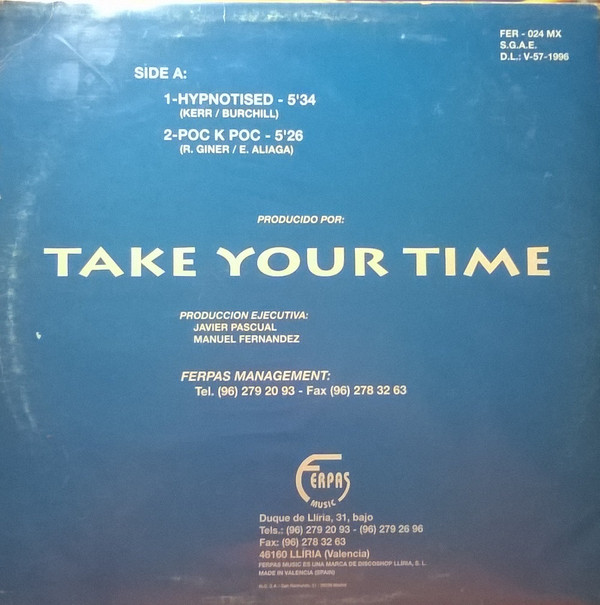 FER - 024 MX
S.G.A.E.
D.L.: V-57-1996
SIDE A:
1-HYPNOTISED - 5'34
(KERR / BURCHILL)
2-POC K POC - 5'26
(R. GINER / E. ALIAGA)
PRODUCIDO POR:
TAKE YOUR TIME
PRODUCCION EJECUTIVA:
JAVIER PASCUAL
MANUEL FERNANDEZ
FERPAS MANAGEMENT:
Tel. (96) 279 20 93 - Fax (96) 278 32 63
FERPAS
MUSIC
Duque de Llíria, 31, bajo
Tels.: (96) 279 20 93 - (96) 279 26 96
Fax: (96) 278 32 63
46160 LLÍRIA (Valencia)
FERPAS MUSIC ES UNA MARCA DE DISCOSHOP LLÍRIA, S. L.
MADE IN VALENCIA (SPAIN)